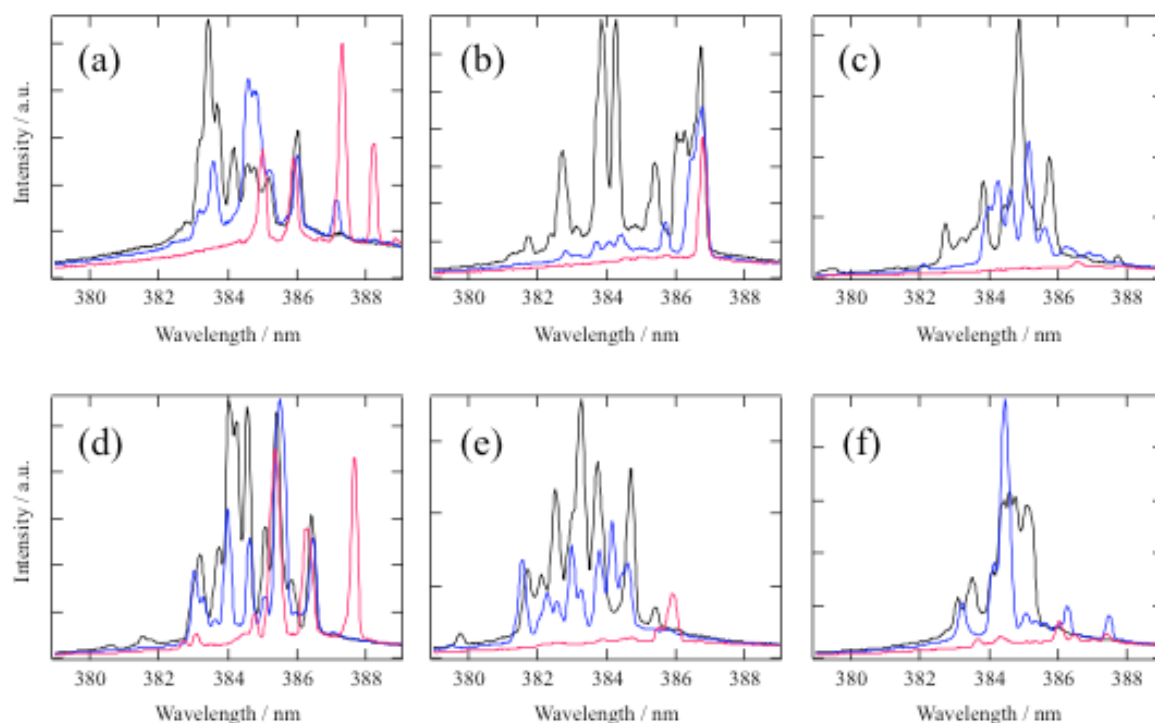 (a)
(b)
(c)
Intensity / a.u.
380 382 384 386 388
380 382 384 386 388
380 382 384 386 388
Wavelength / nm
Wavelength / nm
Wavelength / nm
(d)
(e)
(f)
Intensity / a.u.
380 382 384 386 388
380 382 384 386 388
380 382 384 386 388
Wavelength / nm
Wavelength / nm
Wavelength / nm